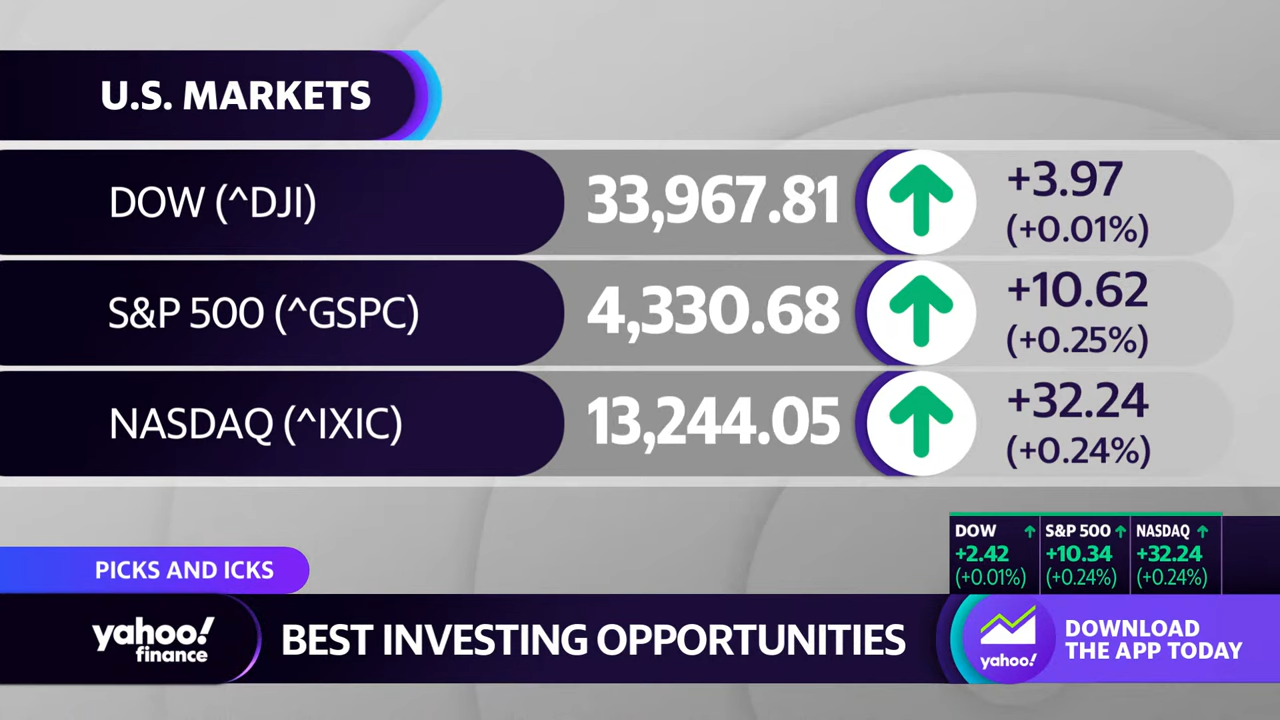 U.S. MARKETS
DOW (^DJI) 33,967.81 +3.97
(+0.01%)
S&P 500 (^GSPC) 4,330.68 +10.62
(+0.25%)
NASDAQ (^IXIC) 13,244.05 +32.24
(+0.24%)
DOW S&P 500 NASDAQ
+2.42 +10.34 +32.24
(+0.01%) (+0.24%) (+0.24%)
PICKS AND ICKS
yahoo!
finance
BEST INVESTING OPPORTUNITIES
yahoo!
DOWNLOAD
THE APP TODAY